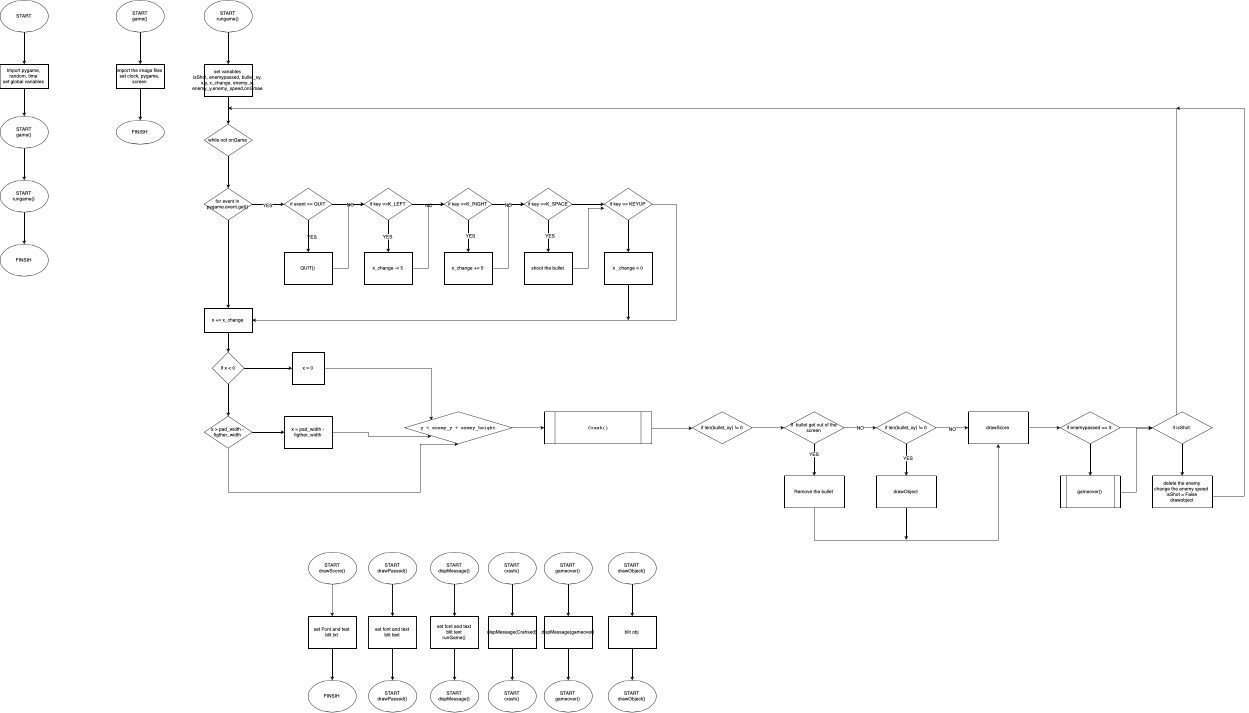 START
START
game()
START
rungame()
Import pygame,
random, time
set global variables
import the image files
set clock, pygame,
screen
set variables
isShot, enemypassed, bullet_xy,
enemy_y,enemy_speed,onGmae
START
game()
FINISH
while not onGame
START
rungame()
for event in
pygame.event.get()
YES
if event == QUIT
NO
if key ==K_LEFT
NO
if key ==K_RIGHT
NO
if key ==K_SPACE
if key == KEYUP
YES
YES
YES
YES
FINSIH
QUIT()
x_change -= 5
x_change += 5
shoot the bullet
x _change = 0
x += x_change
if x < 0
x = 0
x > pad_width -
figther_width
x = pad_width -
figther_width
y < enemy_y + enmey_height
Crash()
if len(bullet_xy) != 0
if bullet get out of the
screen
NO
if len(bullet_xy) != 0
NO
drawScore
if enemypassed == 3:
if isShot:
YES
YES
Remove the bullet
drawObject
gameover()
delete the enemy
change the enemy speed
isShot = False
drawobject
START
drawScore()
START
drawPassed()
START
dispMessage()
START
crash()
START
gameover()
START
drawObject()
set Font and text
blit txt
set font and text
blit text
set font and text
blit text
runGame()
dispMessage(Crahsed)
dispMessage(gameover)
blit obj
FINSIH
START
drawPassed()
START
dispMessage()
START
crash()
START
gameover()
START
drawObject()